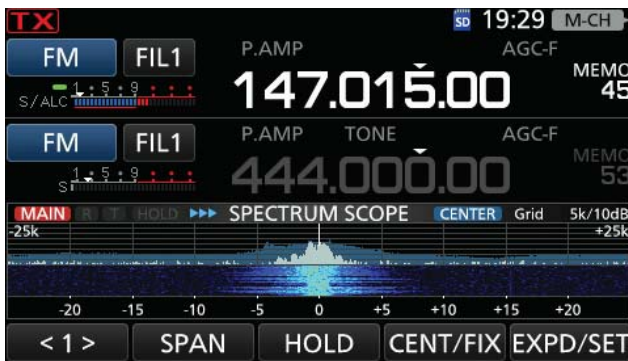 TX SD 19:29 M-CH
FM FIL1 P.AMP AGC-F
MEMO
S/ALC 1 5 9 147.015.00 45
FM FIL1 P.AMP TONE AGC-F
MEMO
S 1 5 9 444.000.00 53
MAIN R T HOLD ▶▶▶ SPECTRUM SCOPE CENTER Grid 5k/10dB
-25k +25k
-20 -15 -10 -5 0 +5 +10 +15 +20
< 1 > SPAN HOLD CENT/FIX EXPD/SET